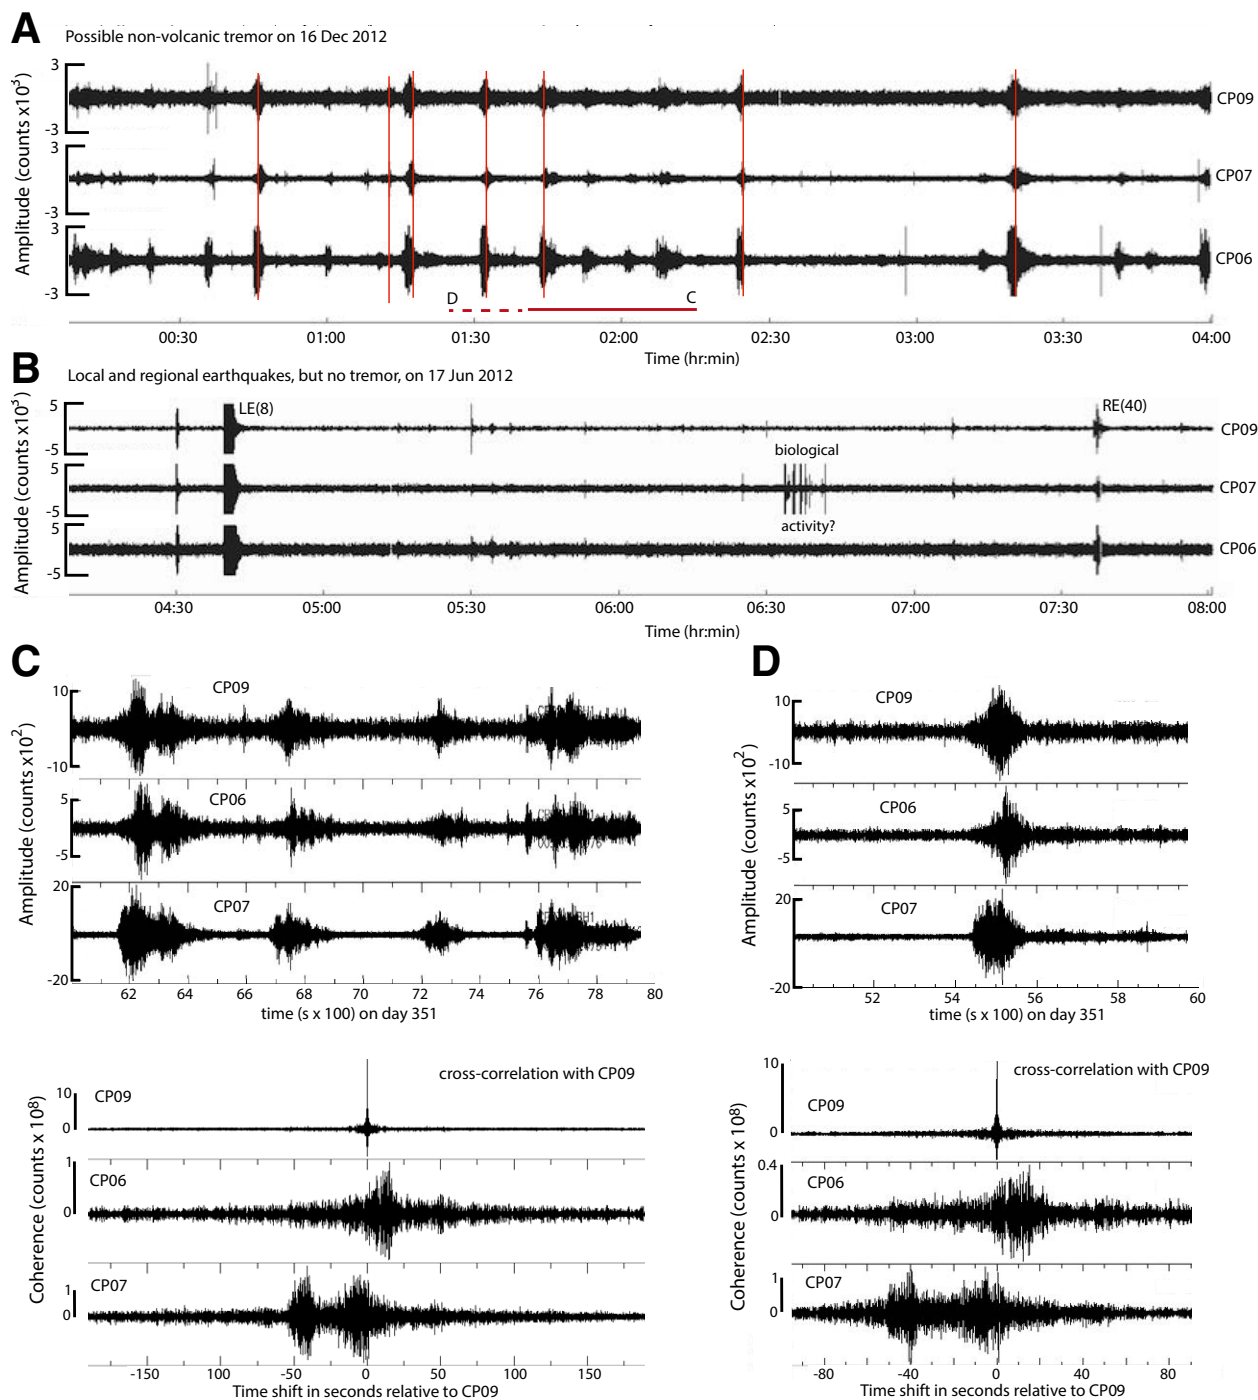 A
Possible non-volcanic tremor on 16 Dec 2012
Amplitude (counts x10³)
3
-3
CP09
3
-3
CP07
3
-3
CP06
D
C
00:30 01:00 01:30 02:00 02:30 03:00 03:30 04:00
Time (hr:min)
B
Local and regional earthquakes, but no tremor, on 17 Jun 2012
Amplitude (counts x10³)
5
-5
LE(8)
RE(40)
CP09
biological
5
-5
CP07
activity?
5
-5
CP06
04:30 05:00 05:30 06:00 06:30 07:00 07:30 08:00
Time (hr:min)
C
Amplitude (counts x10²)
10
-10
CP09
5
-5
CP06
20
-20
CP07
62 64 66 68 70 72 74 76 78 80
time (s x 100) on day 351
cross-correlation with CP09
Coherence (counts x 10⁸)
10
0
CP09
1
0
CP06
1
0
CP07
-150 -100 -50 0 50 100 150
Time shift in seconds relative to CP09
D
Amplitude (counts x10²)
10
-10
CP09
5
-5
CP06
20
-20
CP07
52 54 56 58 60
time (s x 100) on day 351
cross-correlation with CP09
Coherence (counts x 10⁸)
10
0
CP09
0.4
0
CP06
1
0
CP07
-80 -40 0 40 80
Time shift in seconds relative to CP09